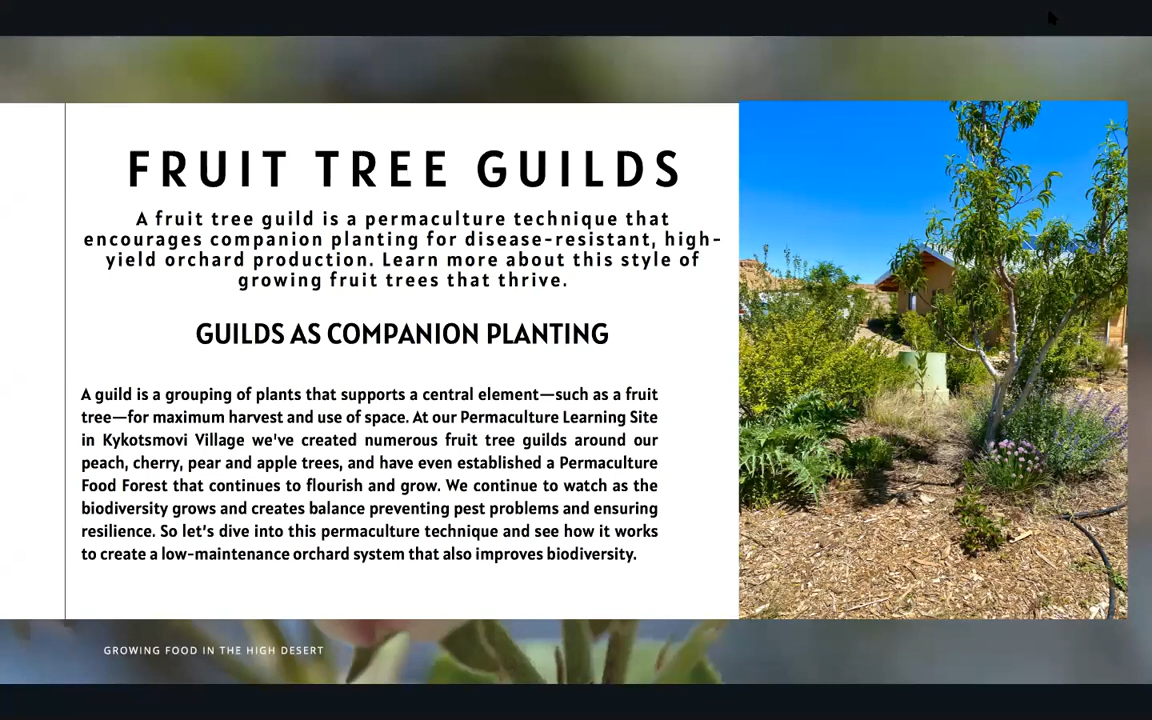 FRUIT TREE GUILDS
A fruit tree guild is a permaculture technique that
encourages companion planting for disease-resistant, high-
yield orchard production. Learn more about this style of
growing fruit trees that thrive.
GUILDS AS COMPANION PLANTING
A guild is a grouping of plants that supports a central element—such as a fruit
tree—for maximum harvest and use of space. At our Permaculture Learning Site
in Kykotsmovi Village we've created numerous fruit tree guilds around our
peach, cherry, pear and apple trees, and have even established a Permaculture
Food Forest that continues to flourish and grow. We continue to watch as the
biodiversity grows and creates balance preventing pest problems and ensuring
resilience. So let's dive into this permaculture technique and see how it works
to create a low-maintenance orchard system that also improves biodiversity.
GROWING FOOD IN THE HIGH DESERT